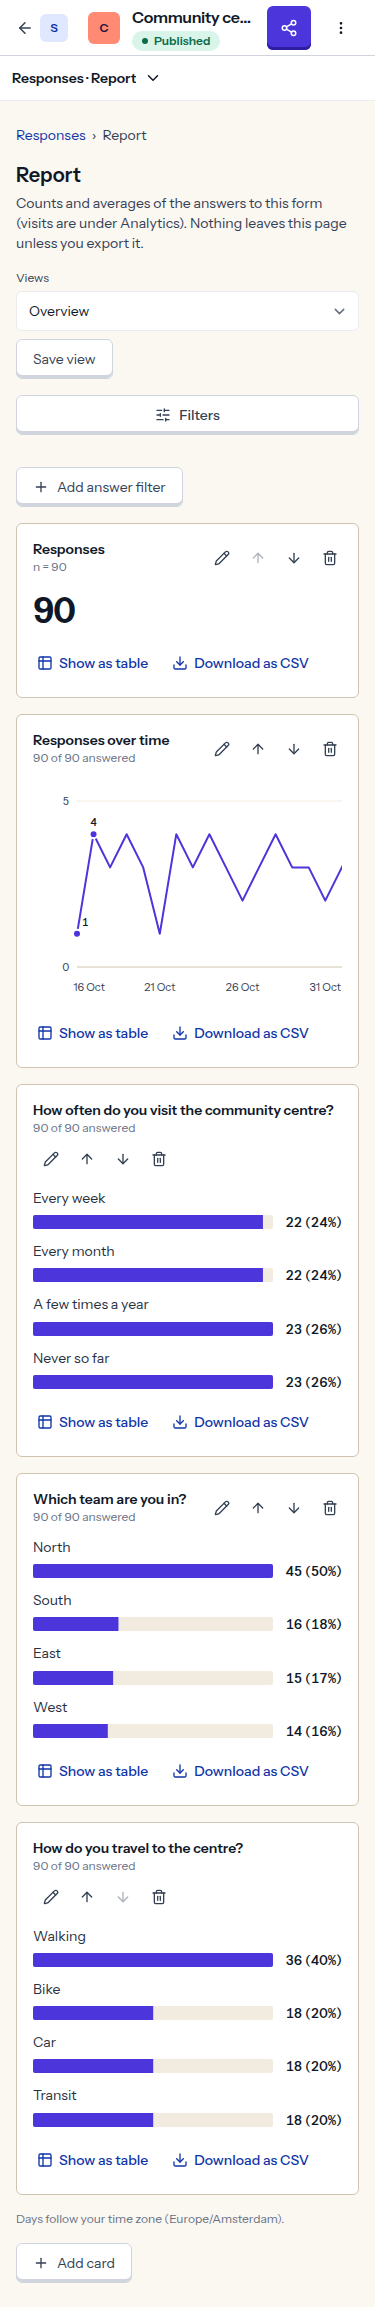 S
C
Community ce...
Published
Responses · Report
Responses › Report
Report
Counts and averages of the answers to this form
(visits are under Analytics). Nothing leaves this page
unless you export it.
Views
Overview
Save view
Filters
Add answer filter
Responses
n = 90
90
Show as table
Download as CSV
Responses over time
90 of 90 answered
5
4
1
0
16 Oct
21 Oct
26 Oct
31 Oct
Show as table
Download as CSV
How often do you visit the community centre?
90 of 90 answered
Every week
22 (24%)
Every month
22 (24%)
A few times a year
23 (26%)
Never so far
23 (26%)
Show as table
Download as CSV
Which team are you in?
90 of 90 answered
North
45 (50%)
South
16 (18%)
East
15 (17%)
West
14 (16%)
Show as table
Download as CSV
How do you travel to the centre?
90 of 90 answered
Walking
36 (40%)
Bike
18 (20%)
Car
18 (20%)
Transit
18 (20%)
Show as table
Download as CSV
Days follow your time zone (Europe/Amsterdam).
Add card